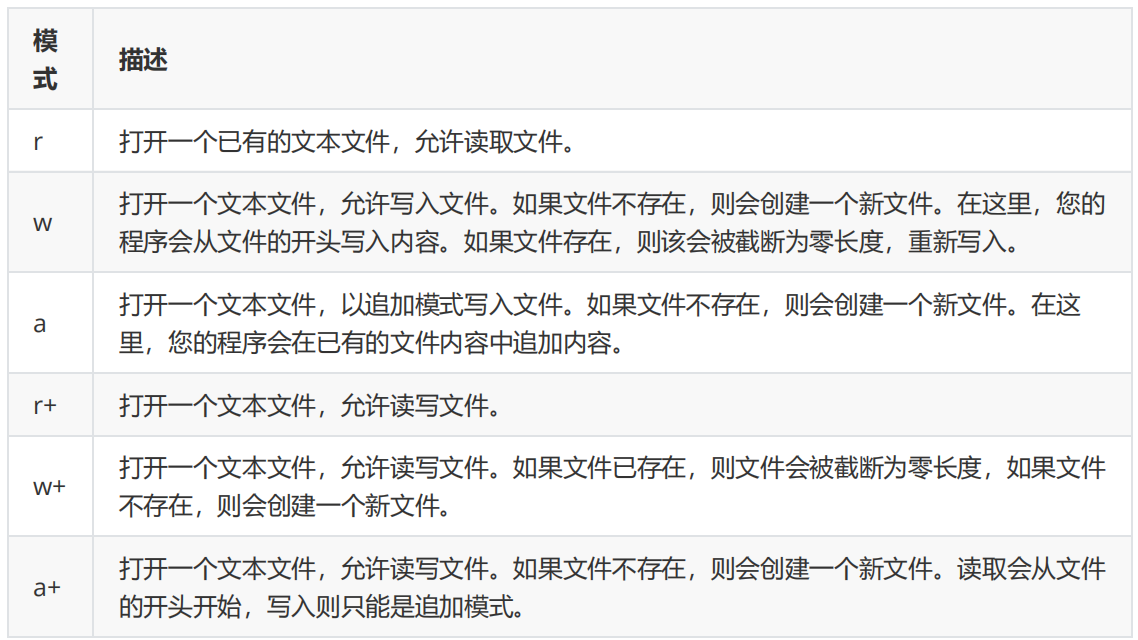 模
式
描述
r
打开一个已有的文本文件，允许读取文件。
w
打开一个文本文件，允许写入文件。如果文件不存在，则会创建一个新文件。在这里，您的
程序会从文件的开头写入内容。如果文件存在，则该会被截断为零长度，重新写入。
a
打开一个文本文件，以追加模式写入文件。如果文件不存在，则会创建一个新文件。在这
里，您的程序会在已有的文件内容中追加内容。
r+
打开一个文本文件，允许读写文件。
w+
打开一个文本文件，允许读写文件。如果文件已存在，则文件会被截断为零长度，如果文件
不存在，则会创建一个新文件。
a+
打开一个文本文件，允许读写文件。如果文件不存在，则会创建一个新文件。读取会从文件
的开头开始，写入则只能是追加模式。